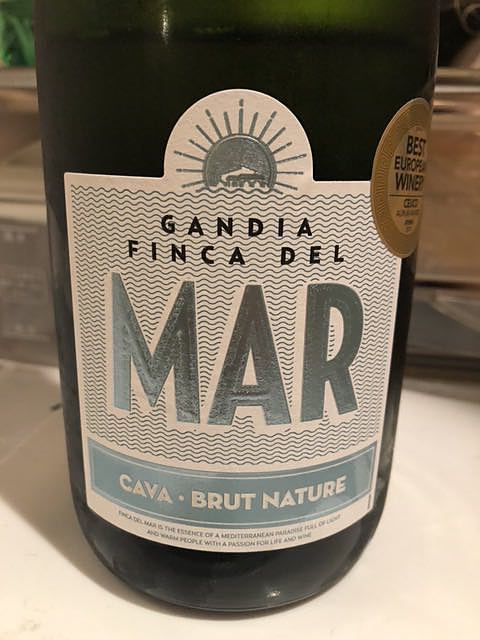 GANDIA
FINCA DEL
MAR
CAVA · BRUT NATURE
FINCA DEL MAR IS THE ESSENCE OF A MEDITERRANEAN PARADISE FULL OF LIGHT
AND WARM PEOPLE WITH A PASSION FOR LIFE AND WINE
BEST
EUROPEAN
WINERY